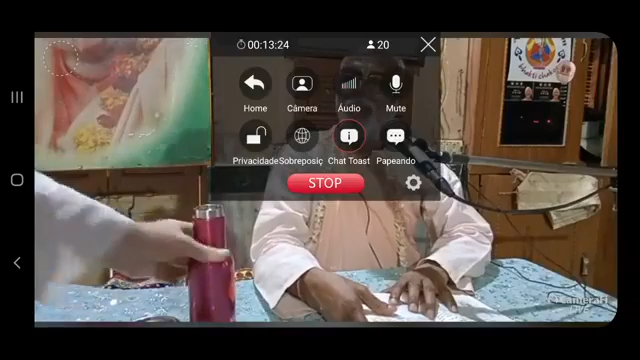 00:13:24 20
Home Câmera Áudio Mute
Privacidade Sobreposiç Chat Toast Papeando
STOP
CameraFi
LIVE